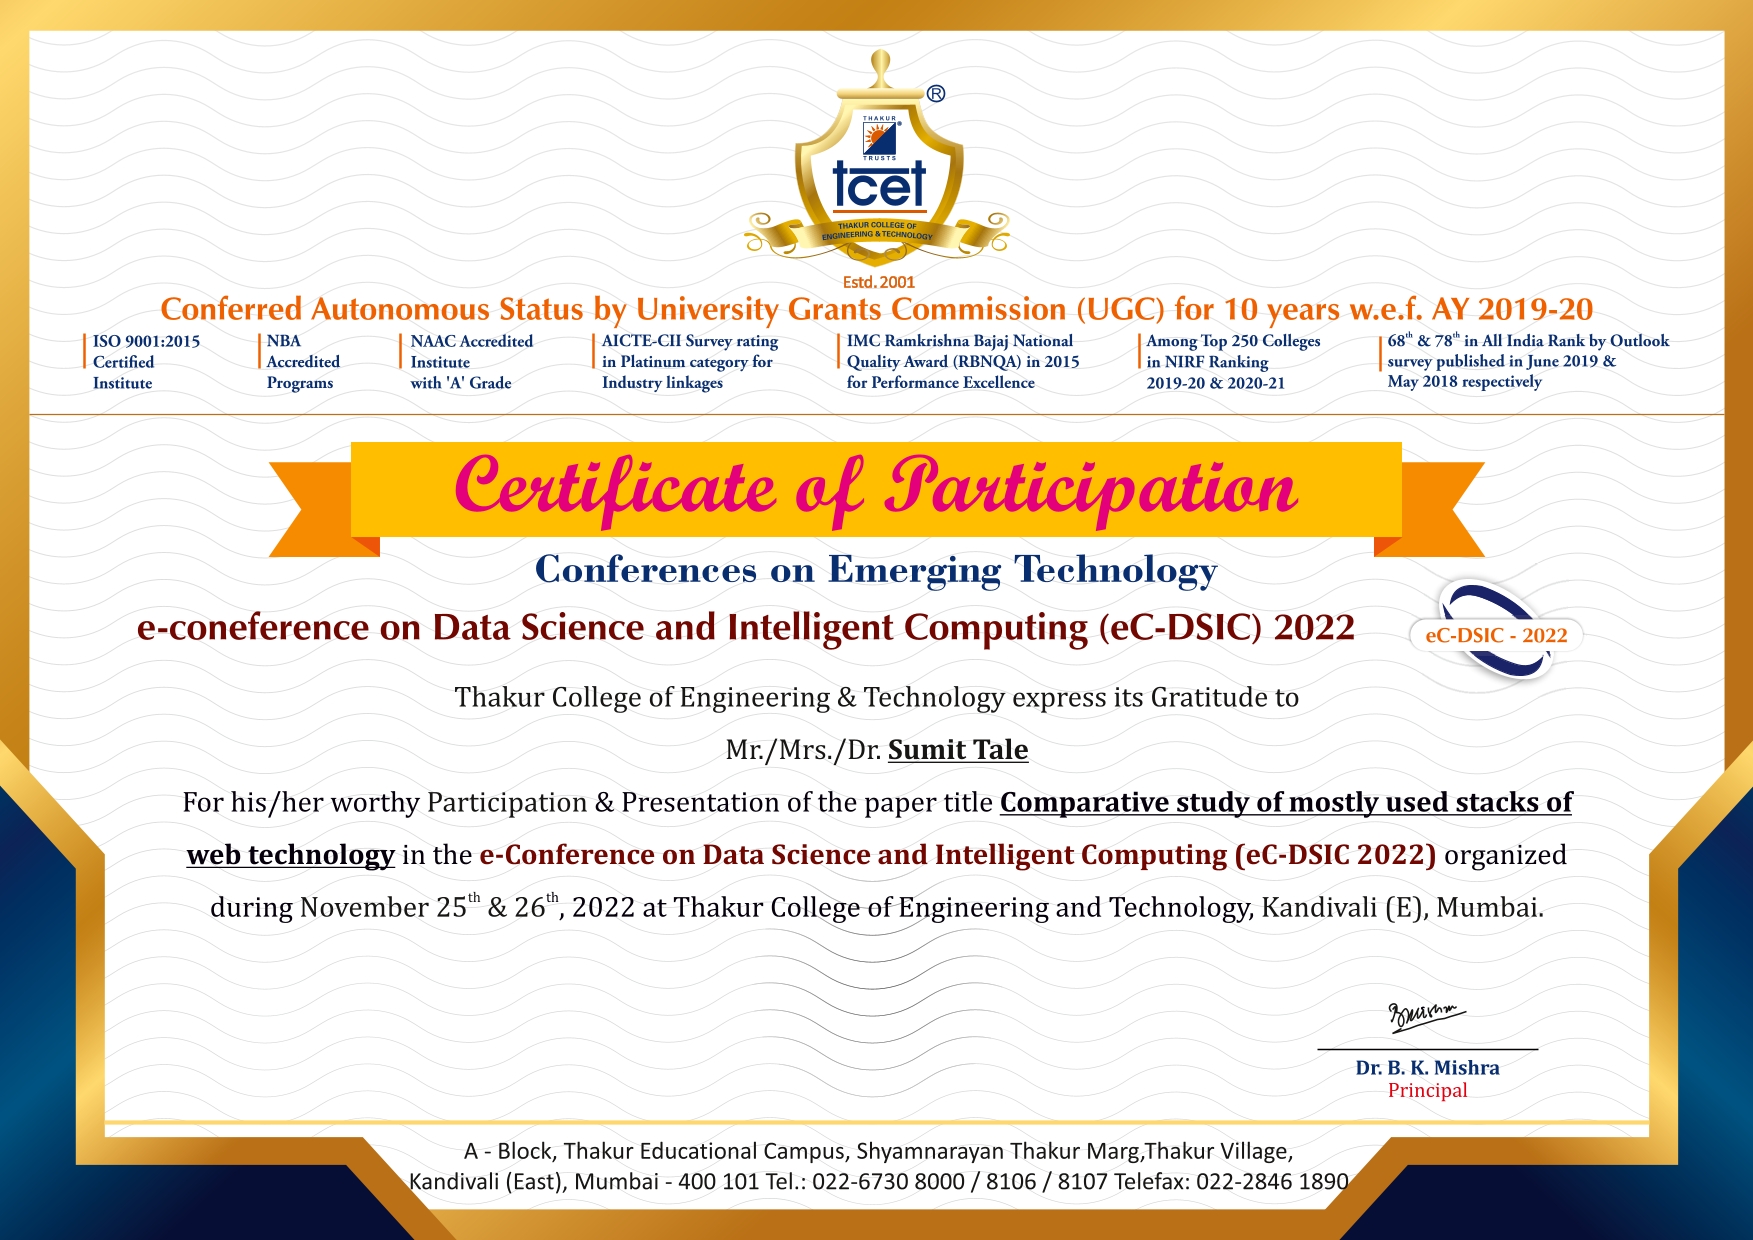 ®
THAKUR
®
TRUSTS
tcet
THAKUR COLLEGE OF
ENGINEERING & TECHNOLOGY
Estd. 2001
Conferred Autonomous Status by University Grants Commission (UGC) for 10 years w.e.f. AY 2019-20
ISO 9001:2015
Certified
Institute
NBA
Accredited
Programs
NAAC Accredited
Institute
with 'A' Grade
AICTE-CII Survey rating
in Platinum category for
Industry linkages
IMC Ramkrishna Bajaj National
Quality Award (RBNQA) in 2015
for Performance Excellence
Among Top 250 Colleges
in NIRF Ranking
2019-20 & 2020-21
68th & 78th in All India Rank by Outlook
survey published in June 2019 &
May 2018 respectively
Certificate of Participation
Conferences on Emerging Technology
e-coneference on Data Science and Intelligent Computing (eC-DSIC) 2022
eC-DSIC - 2022
Thakur College of Engineering & Technology express its Gratitude to
Mr./Mrs./Dr. Sumit Tale
For his/her worthy Participation & Presentation of the paper title Comparative study of mostly used stacks of
web technology in the e-Conference on Data Science and Intelligent Computing (eC-DSIC 2022) organized
during November 25th & 26th, 2022 at Thakur College of Engineering and Technology, Kandivali (E), Mumbai.
BMishra
Dr. B. K. Mishra
Principal
A - Block, Thakur Educational Campus, Shyamnarayan Thakur Marg,Thakur Village,
Kandivali (East), Mumbai - 400 101 Tel.: 022-6730 8000 / 8106 / 8107 Telefax: 022-2846 1890